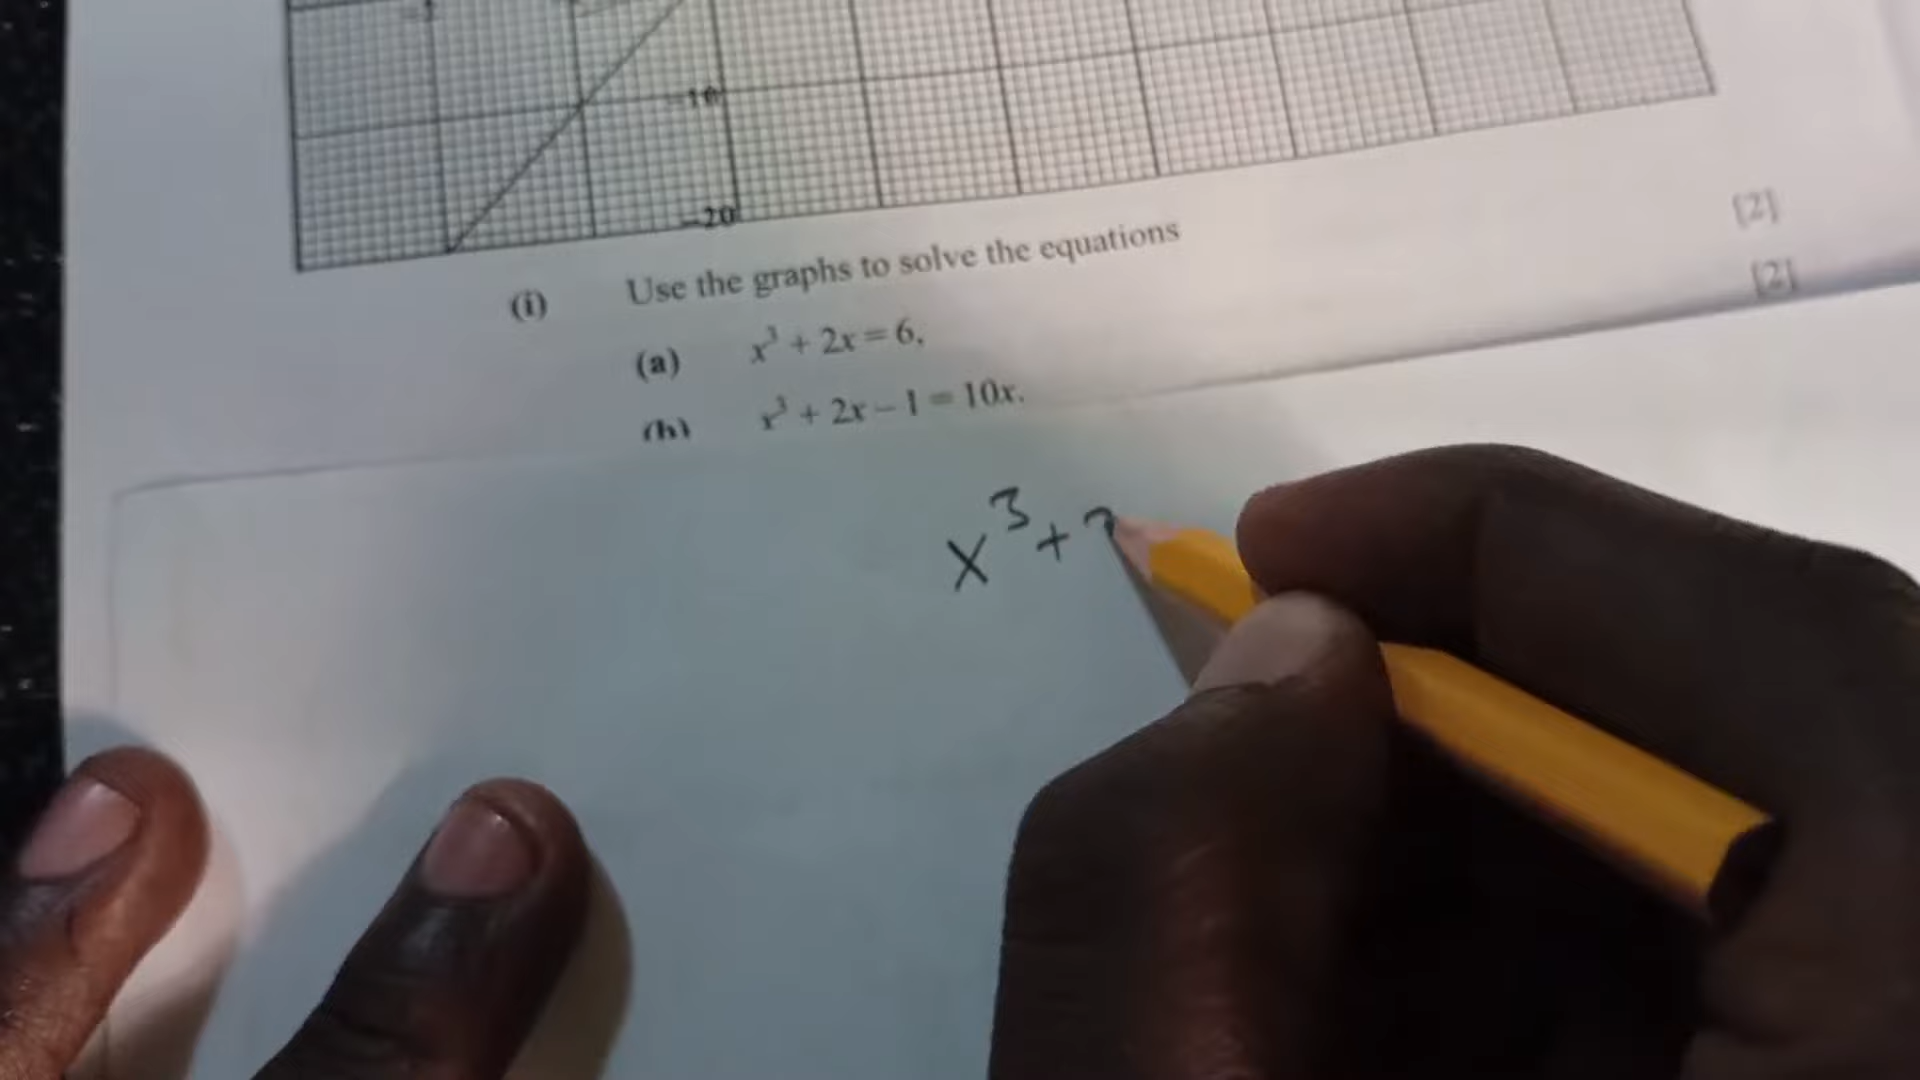 -10
-20
(i) Use the graphs to solve the equations [2]
(a) x³ + 2x = 6, [2]
(b) x³ + 2x − 1 = 10x.
x³ + 2